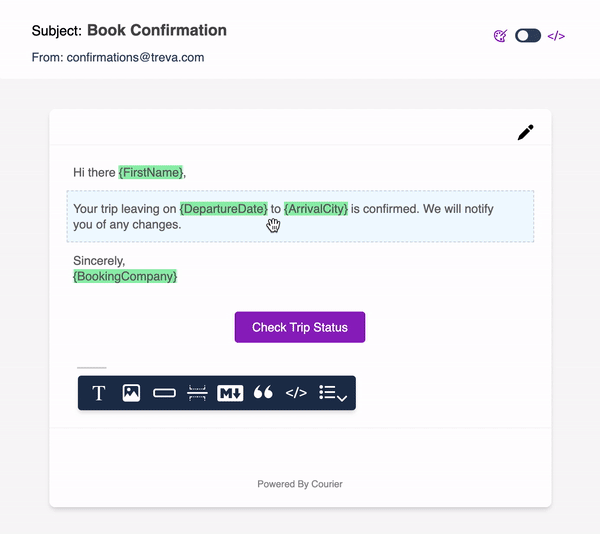 Subject: Book Confirmation
From: confirmations@treva.com
</>
Hi there {FirstName},
Your trip leaving on {DepartureDate} to {ArrivalCity} is confirmed. We will notify
you of any changes.
Sincerely,
{BookingCompany}
Check Trip Status
T
M
</>
Powered By Courier